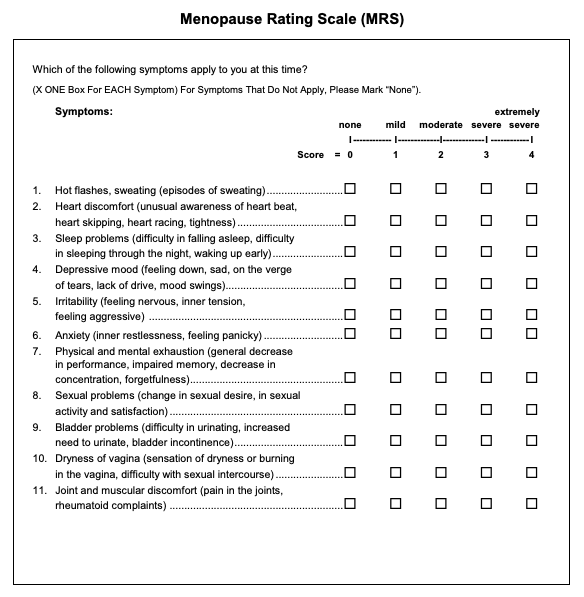 Menopause Rating Scale (MRS)
Which of the following symptoms apply to you at this time?
(X ONE Box For EACH Symptom) For Symptoms That Do Not Apply, Please Mark “None”).
Symptoms:
extremely
none mild moderate severe severe
I------------ I-------------I-------------I ------------I
Score = 0 1 2 3 4
1. Hot flashes, sweating (episodes of sweating)..........................☐ ☐ ☐ ☐ ☐
2. Heart discomfort (unusual awareness of heart beat,
heart skipping, heart racing, tightness) ....................................☐ ☐ ☐ ☐ ☐
3. Sleep problems (difficulty in falling asleep, difficulty
in sleeping through the night, waking up early)........................☐ ☐ ☐ ☐ ☐
4. Depressive mood (feeling down, sad, on the verge
of tears, lack of drive, mood swings).......................................☐ ☐ ☐ ☐ ☐
5. Irritability (feeling nervous, inner tension,
feeling aggressive) .................................................................☐ ☐ ☐ ☐ ☐
6. Anxiety (inner restlessness, feeling panicky) ...........................☐ ☐ ☐ ☐ ☐
7. Physical and mental exhaustion (general decrease
in performance, impaired memory, decrease in
concentration, forgetfulness)...................................................☐ ☐ ☐ ☐ ☐
8. Sexual problems (change in sexual desire, in sexual
activity and satisfaction) ..........................................................☐ ☐ ☐ ☐ ☐
9. Bladder problems (difficulty in urinating, increased
need to urinate, bladder incontinence)....................................☐ ☐ ☐ ☐ ☐
10. Dryness of vagina (sensation of dryness or burning
in the vagina, difficulty with sexual intercourse) .......................☐ ☐ ☐ ☐ ☐
11. Joint and muscular discomfort (pain in the joints,
rheumatoid complaints) ..........................................................☐ ☐ ☐ ☐ ☐